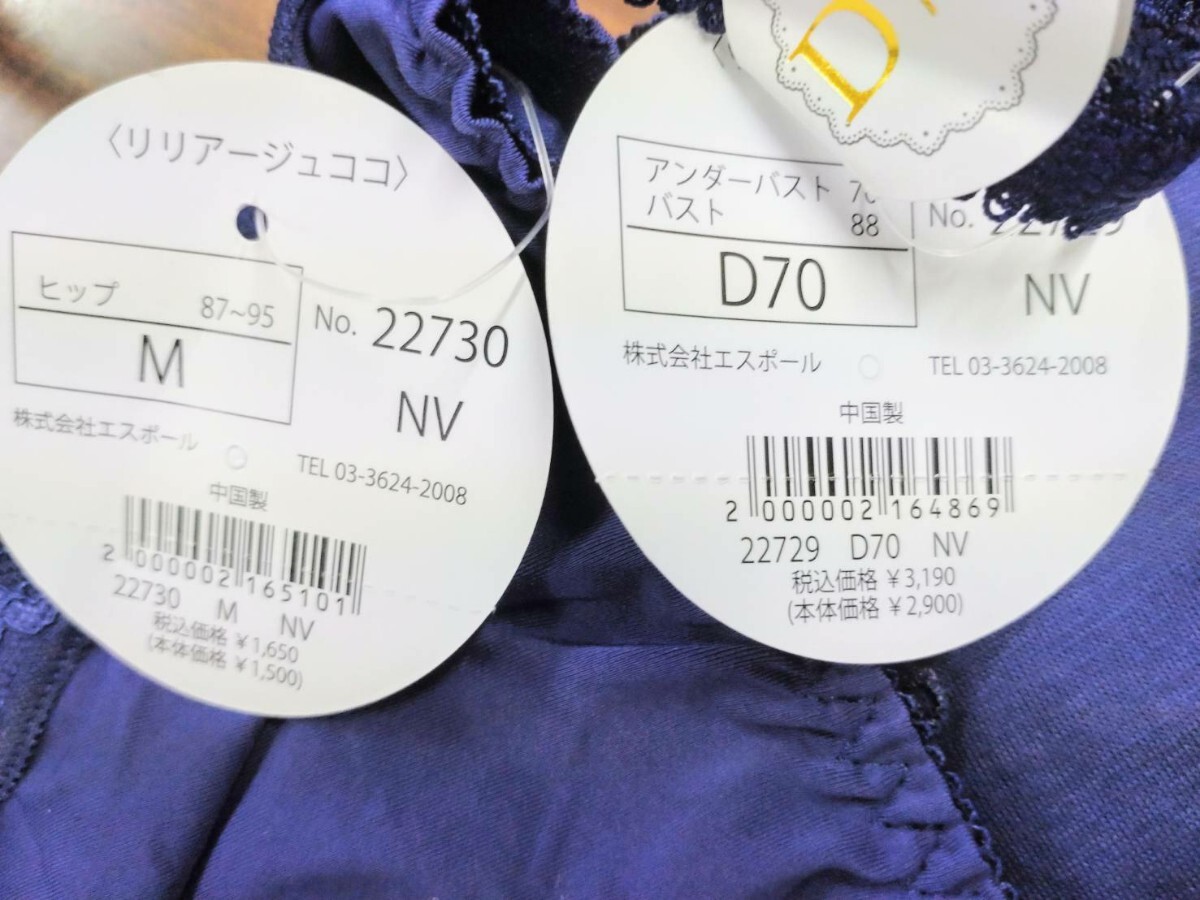 〈リリアージュココ〉
ヒップ 87~95
M
No. 22730
NV
株式会社エスポール
TEL 03-3624-2008
中国製
2 000002 165101
22730 M NV
税込価格 ¥1,650
(本体価格 ¥1,500)
D
アンダーバスト
バスト 88
D70
No.
NV
株式会社エスポール
TEL 03-3624-2008
中国製
2 000002 164869
22729 D70 NV
税込価格 ¥3,190
(本体価格 ¥2,900)